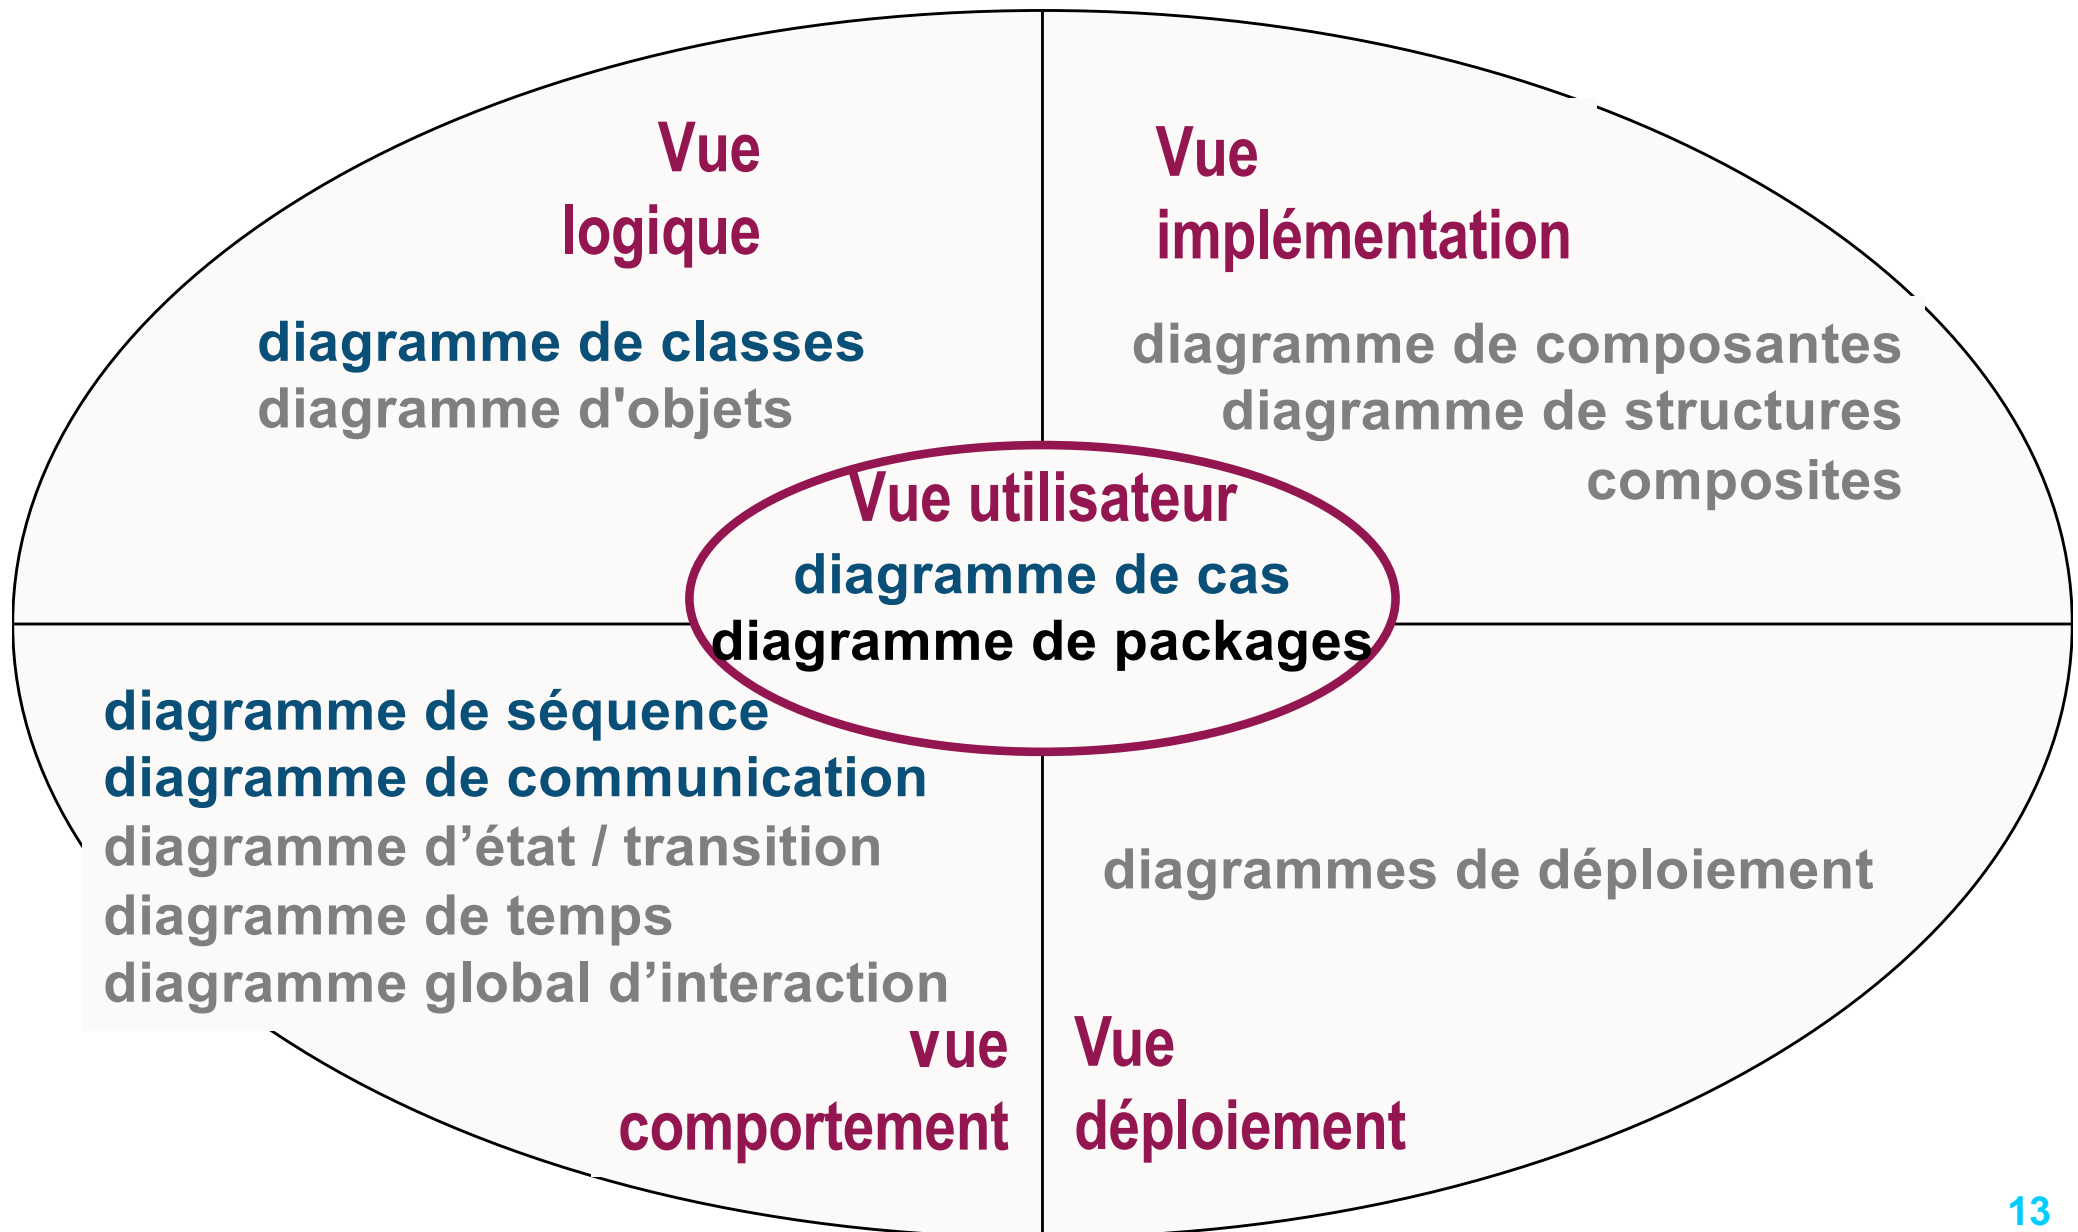 Vue
logique
diagramme de classes
diagramme d'objets
Vue
implémentation
diagramme de composantes
diagramme de structures
composites
Vue utilisateur
diagramme de cas
diagramme de packages
diagramme de séquence
diagramme de communication
diagramme d’état / transition
diagramme de temps
diagramme global d’interaction
vue
comportement
diagrammes de déploiement
Vue
déploiement
13